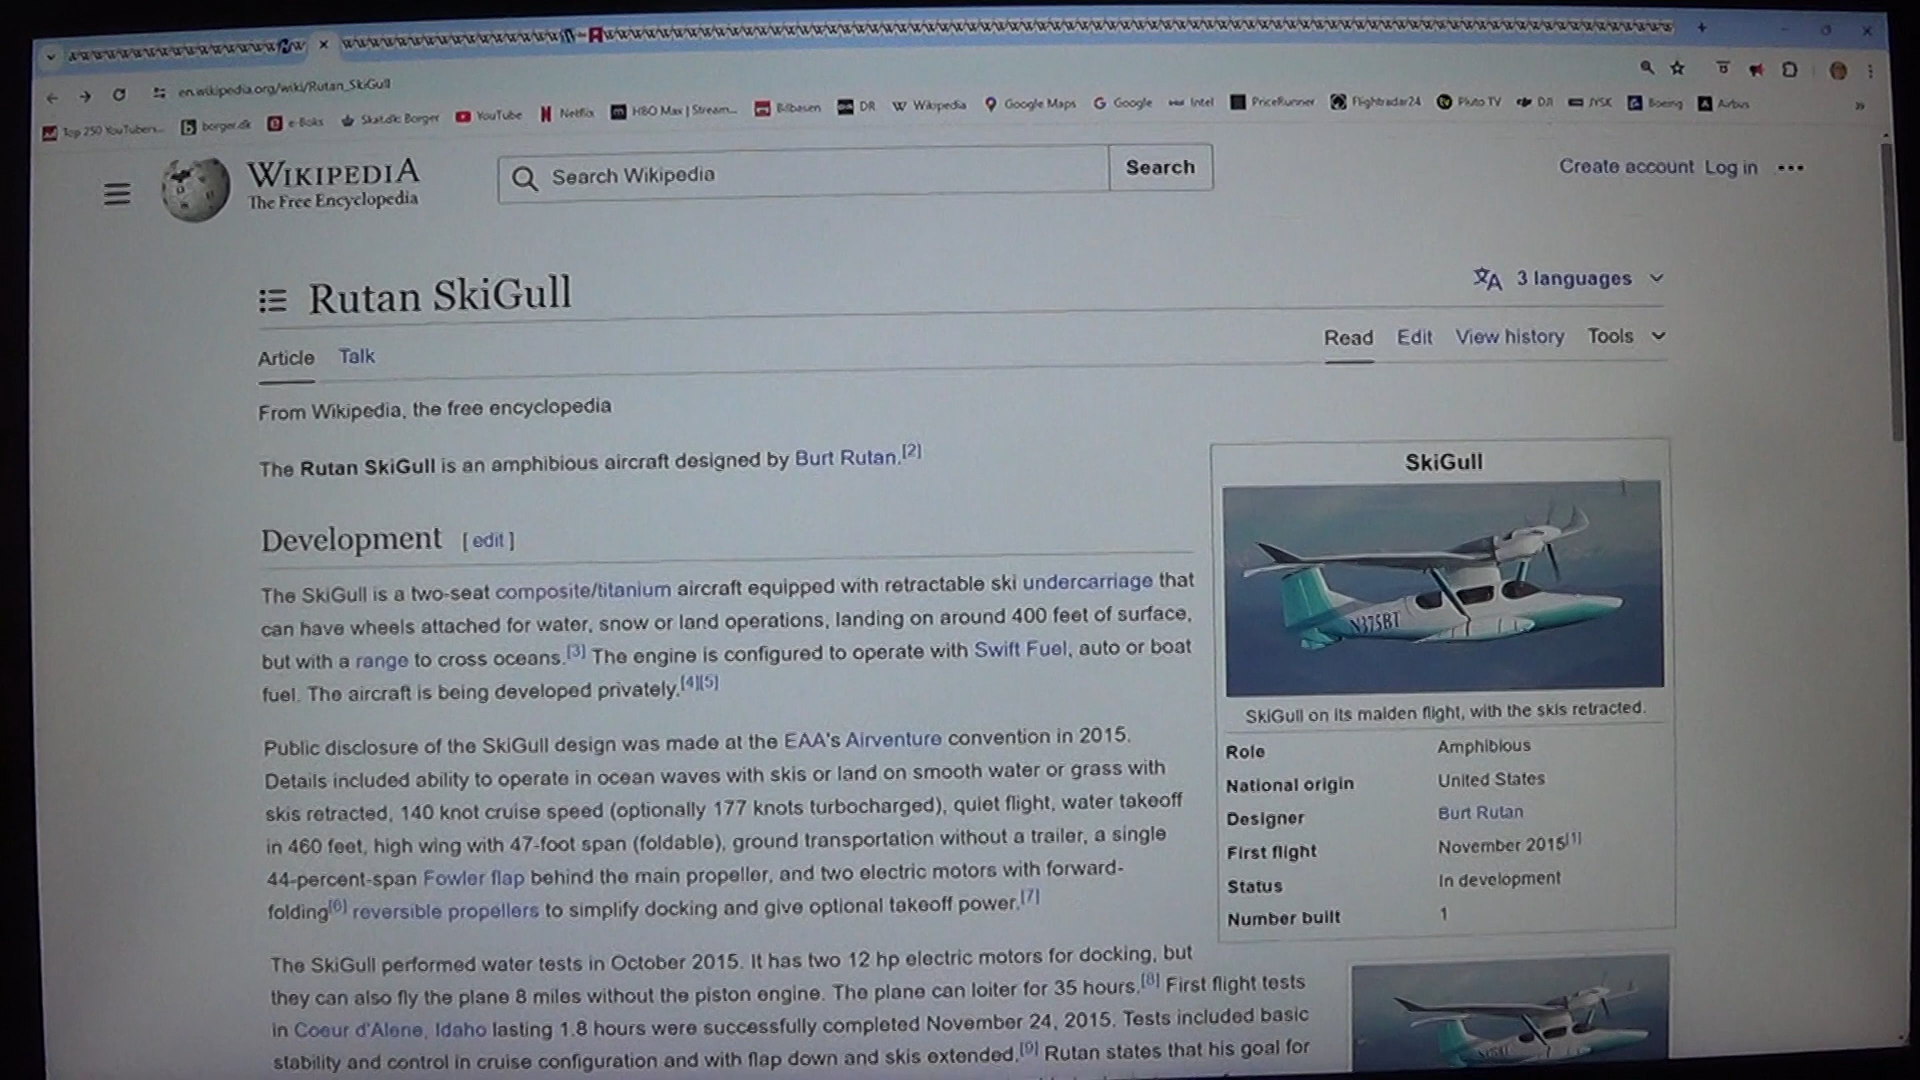 en.wikipedia.org/wiki/Rutan_SkiGull
Top 250 YouTubers... borger.dk e-Boks Skat.dk: Borger YouTube Netflix HBO Max | Stream... Bilbasen DR Wikipedia Google Maps Google Intel PriceRunner Flightradar24 Pluto TV DJI JYSK Boeing Airbus
WIKIPEDIA
The Free Encyclopedia
Search Wikipedia
Search
Create account Log in
Rutan SkiGull
3 languages
Article Talk
Read Edit View history Tools
From Wikipedia, the free encyclopedia
The Rutan SkiGull is an amphibious aircraft designed by Burt Rutan.[2]
Development [ edit ]
The SkiGull is a two-seat composite/titanium aircraft equipped with retractable ski undercarriage that
can have wheels attached for water, snow or land operations, landing on around 400 feet of surface,
but with a range to cross oceans.[3] The engine is configured to operate with Swift Fuel, auto or boat
fuel. The aircraft is being developed privately.[4][5]
Public disclosure of the SkiGull design was made at the EAA's Airventure convention in 2015.
Details included ability to operate in ocean waves with skis or land on smooth water or grass with
skis retracted, 140 knot cruise speed (optionally 177 knots turbocharged), quiet flight, water takeoff
in 460 feet, high wing with 47-foot span (foldable), ground transportation without a trailer, a single
44-percent-span Fowler flap behind the main propeller, and two electric motors with forward-
folding[6] reversible propellers to simplify docking and give optional takeoff power.[7]
The SkiGull performed water tests in October 2015. It has two 12 hp electric motors for docking, but
they can also fly the plane 8 miles without the piston engine. The plane can loiter for 35 hours.[8] First flight tests
in Coeur d'Alene, Idaho lasting 1.8 hours were successfully completed November 24, 2015. Tests included basic
stability and control in cruise configuration and with flap down and skis extended.[9] Rutan states that his goal for
SkiGull
N375BT
SkiGull on its maiden flight, with the skis retracted.
Role Amphibious
National origin United States
Designer Burt Rutan
First flight November 2015[1]
Status In development
Number built 1